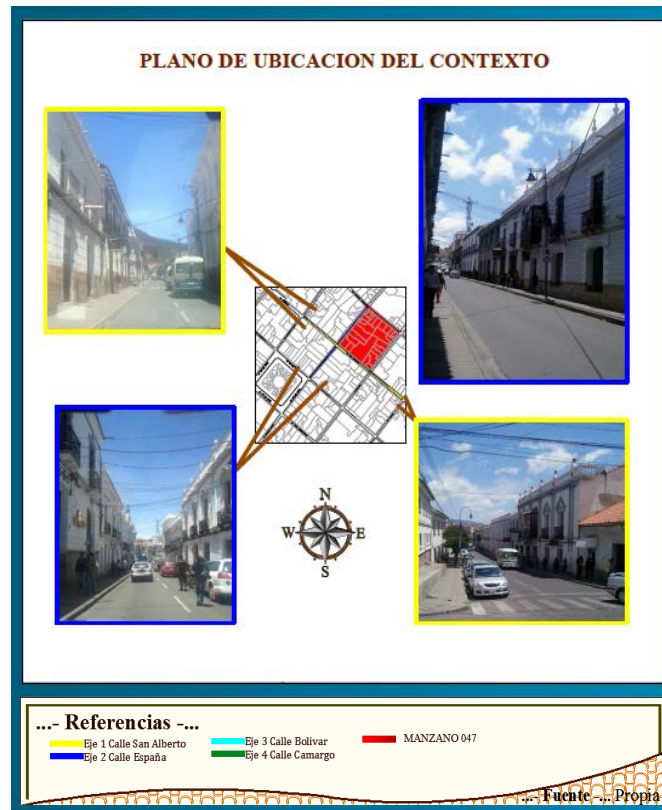 PLANO DE UBICACION DEL CONTEXTO
N
W E
S
...- Referencias -...
Eje 1 Calle San Alberto
Eje 2 Calle España
Eje 3 Calle Bolivar
Eje 4 Calle Camargo
MANZANO 047
...- Fuente -... Propia